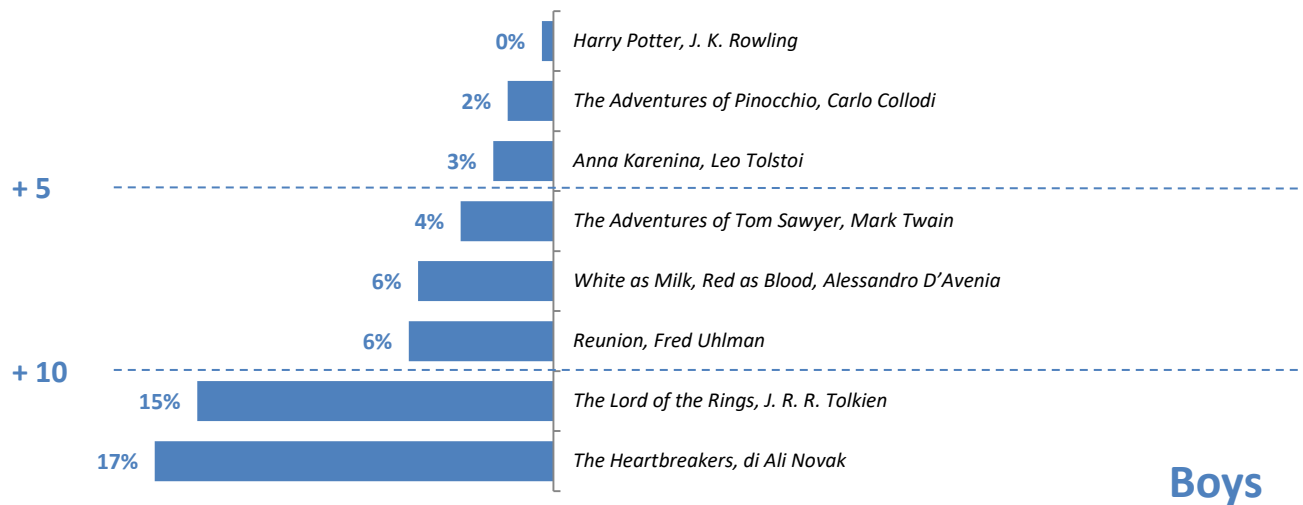 0% Harry Potter, J. K. Rowling
2% The Adventures of Pinocchio, Carlo Collodi
3% Anna Karenina, Leo Tolstoi
+ 5
4% The Adventures of Tom Sawyer, Mark Twain
6% White as Milk, Red as Blood, Alessandro D’Avenia
6% Reunion, Fred Uhlman
+ 10
15% The Lord of the Rings, J. R. R. Tolkien
17% The Heartbreakers, di Ali Novak
Boys